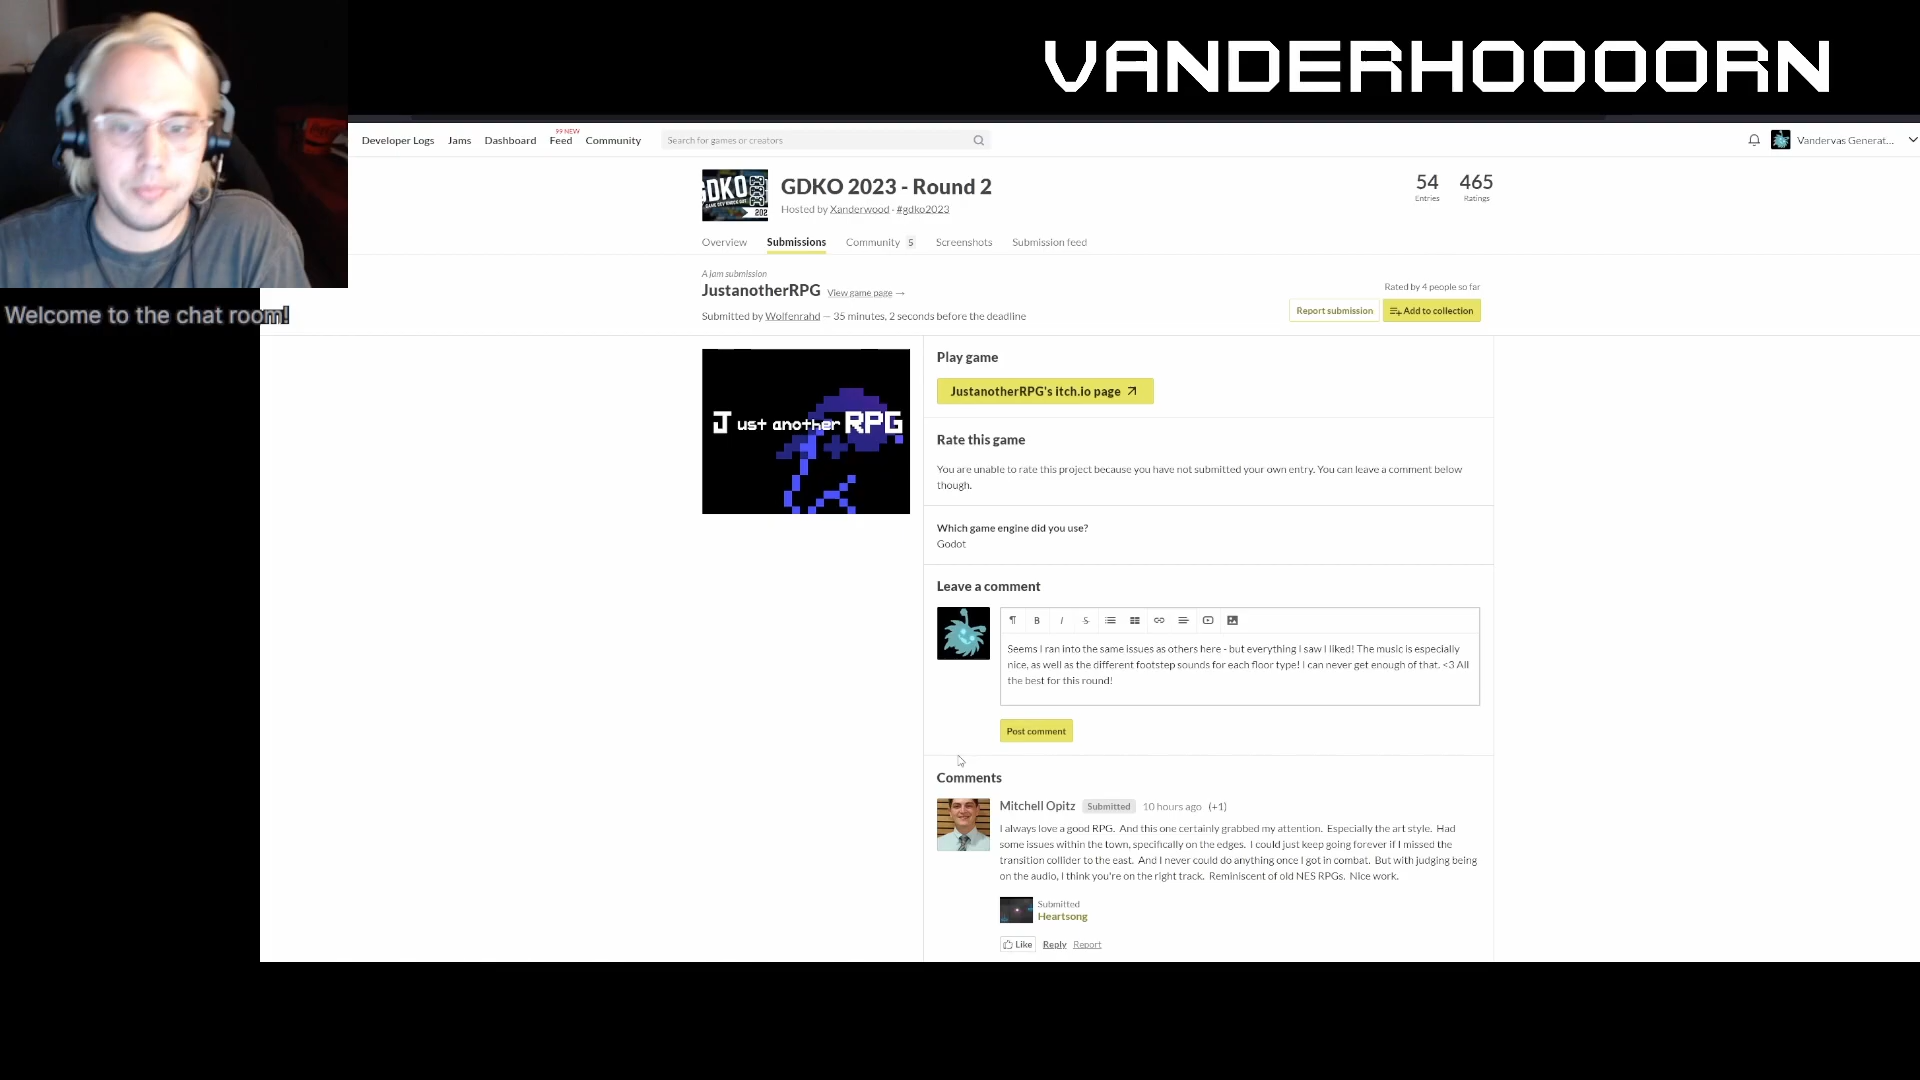 VANDERHOOOORN
Developer Logs Jams Dashboard Feed 99 NEW Community Search for games or creators Vandervas Generat...
GDKO 2023
GDKO 2023 - Round 2
Hosted by Xanderwood · #gdko2023
54 Entries
465 Ratings
Overview Submissions Community 5 Screenshots Submission feed
A jam submission
JustanotherRPG View game page →
Submitted by Wolfenrahd — 35 minutes, 2 seconds before the deadline
Rated by 4 people so far
Report submission Add to collection
Welcome to the chat room!
Just another RPG
Play game
JustanotherRPG's itch.io page
Rate this game
You are unable to rate this project because you have not submitted your own entry. You can leave a comment below
though.
Which game engine did you use?
Godot
Leave a comment
¶ B I S
Seems I ran into the same issues as others here - but everything I saw I liked! The music is especially
nice, as well as the different footstep sounds for each floor type! I can never get enough of that. <3 All
the best for this round!
Post comment
Comments
Mitchell Opitz Submitted 10 hours ago (+1)
I always love a good RPG. And this one certainly grabbed my attention. Especially the art style. Had
some issues within the town, specifically on the edges. I could just keep going forever if I missed the
transition collider to the east. And I never could do anything once I got in combat. But with judging being
on the audio, I think you're on the right track. Reminiscent of old NES RPGs. Nice work.
Submitted
Heartsong
Like Reply Report